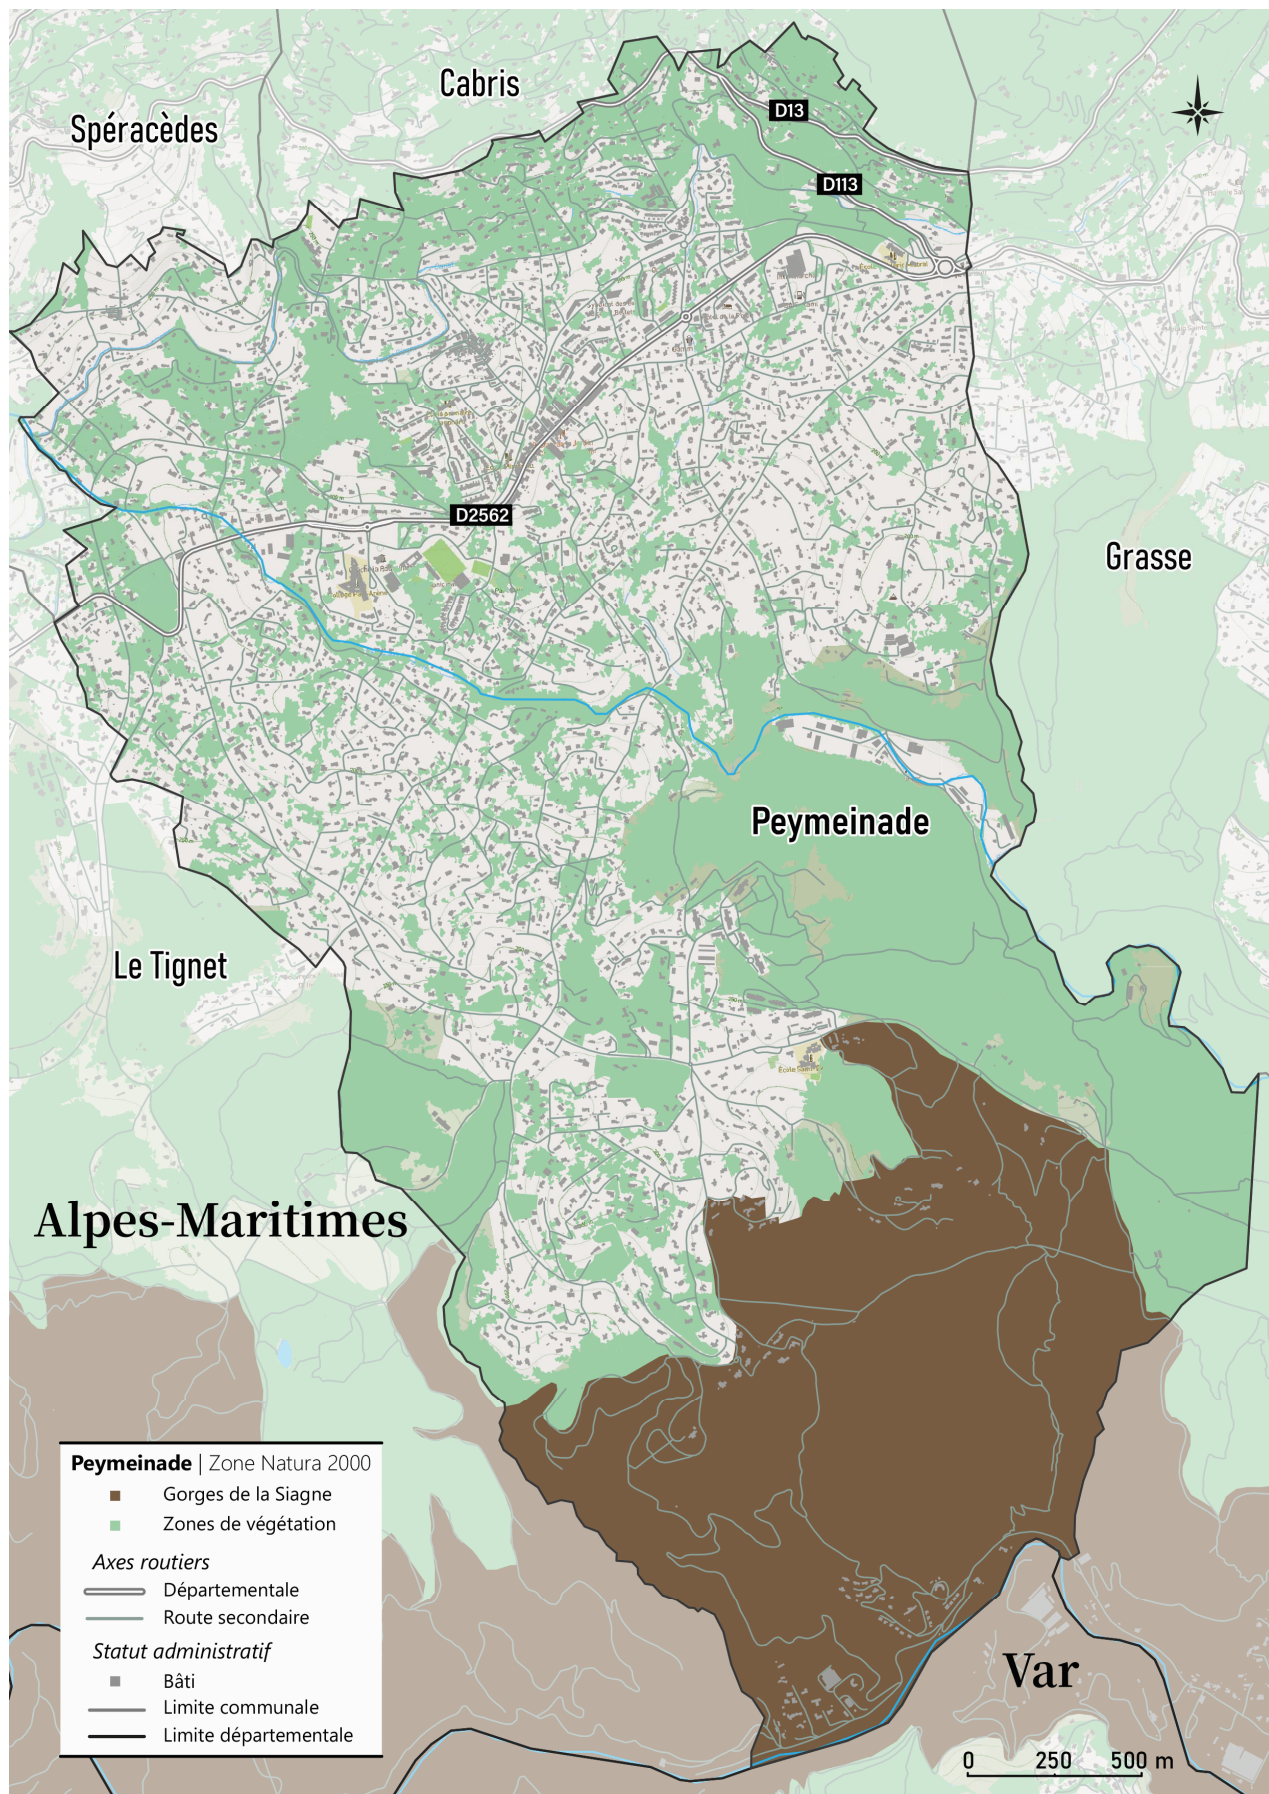 Cabris
Spéracèdes
D13
D113
D2562
Grasse
Peymeinade
Le Tignet
Alpes-Maritimes
Var
Peymeinade | Zone Natura 2000
Gorges de la Siagne
Zones de végétation
Axes routiers
Départementale
Route secondaire
Statut administratif
Bâti
Limite communale
Limite départementale
0 250 500 m